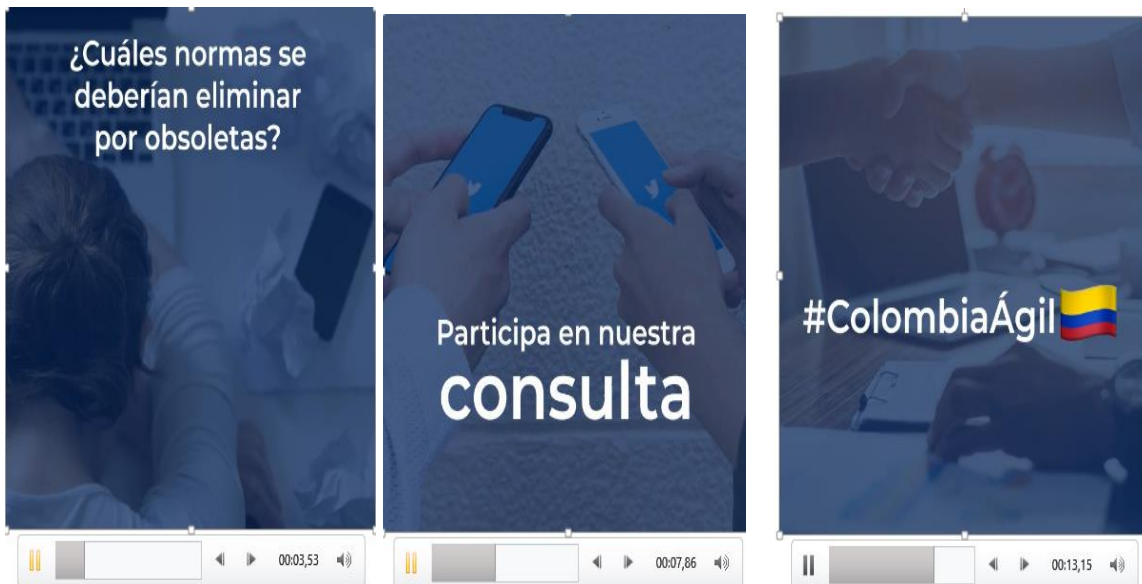 ¿Cuáles normas se
deberían eliminar
por obsoletas?
00:03,53
Participa en nuestra
consulta
00:07,86
#ColombiaÁgil🇨🇴
00:13,15